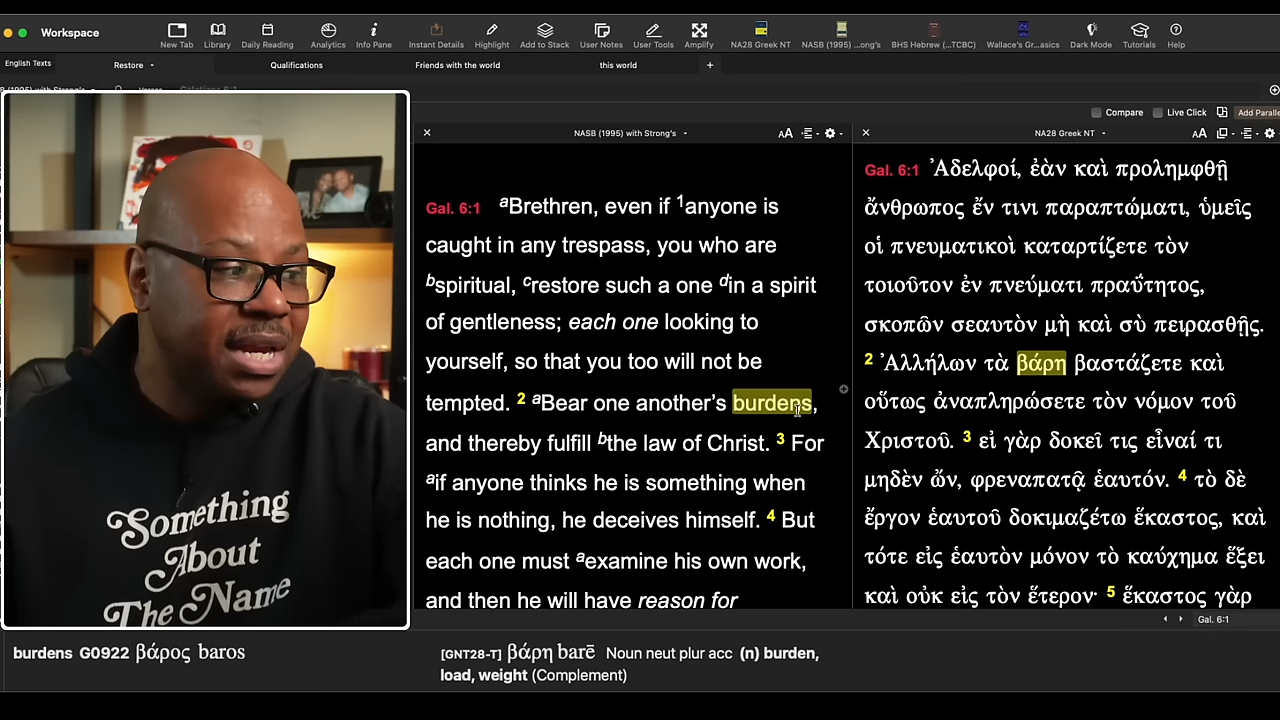 Workspace
New Tab
Library
Daily Reading
Analytics
Info Pane
Instant Details
Highlight
Add to Stack
User Notes
User Tools
Amplify
NA28 Greek NT
NASB (1995) ...ong's
BHS Hebrew (...TCBC)
Wallace's Gr...asics
Dark Mode
Tutorials
Help
English Texts
Restore
Qualifications
Friends with the world
this world
+
Compare
Live Click
Add Paralle
NASB (1995) with Strong's
NA28 Greek NT
Gal. 6:1 aBrethren, even if 1anyone is
caught in any trespass, you who are
bspiritual, crestore such a one din a spirit
of gentleness; each one looking to
yourself, so that you too will not be
tempted. 2 aBear one another's burdens,
and thereby fulfill bthe law of Christ. 3 For
aif anyone thinks he is something when
he is nothing, he deceives himself. 4 But
each one must aexamine his own work,
and then he will have reason for
Gal. 6:1 Ἀδελφοί, ἐὰν καὶ προλημφθῇ
ἄνθρωπος ἔν τινι παραπτώματι, ὑμεῖς
οἱ πνευματικοὶ καταρτίζετε τὸν
τοιοῦτον ἐν πνεύματι πραΰτητος,
σκοπῶν σεαυτὸν μὴ καὶ σὺ πειρασθῇς.
2 Ἀλλήλων τὰ βάρη βαστάζετε καὶ
οὕτως ἀναπληρώσετε τὸν νόμον τοῦ
Χριστοῦ. 3 εἰ γὰρ δοκεῖ τις εἶναί τι
μηδὲν ὤν, φρεναπατᾷ ἑαυτόν. 4 τὸ δὲ
ἔργον ἑαυτοῦ δοκιμαζέτω ἕκαστος, καὶ
τότε εἰς ἑαυτὸν μόνον τὸ καύχημα ἕξει
καὶ οὐκ εἰς τὸν ἕτερον· 5 ἕκαστος γὰρ
Gal. 6:1
Something
About
The Name
burdens G0922 βάρος baros
[GNT28-T] βάρη barē Noun neut plur acc (n) burden,
load, weight (Complement)